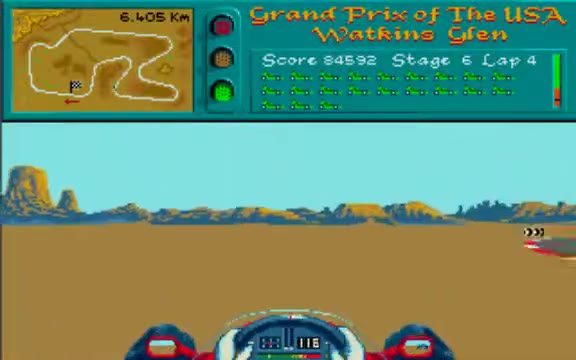 6.405 Km
Grand Prix of The USA
Watkins Glen
Score 84592 Stage 6 Lap 4
116